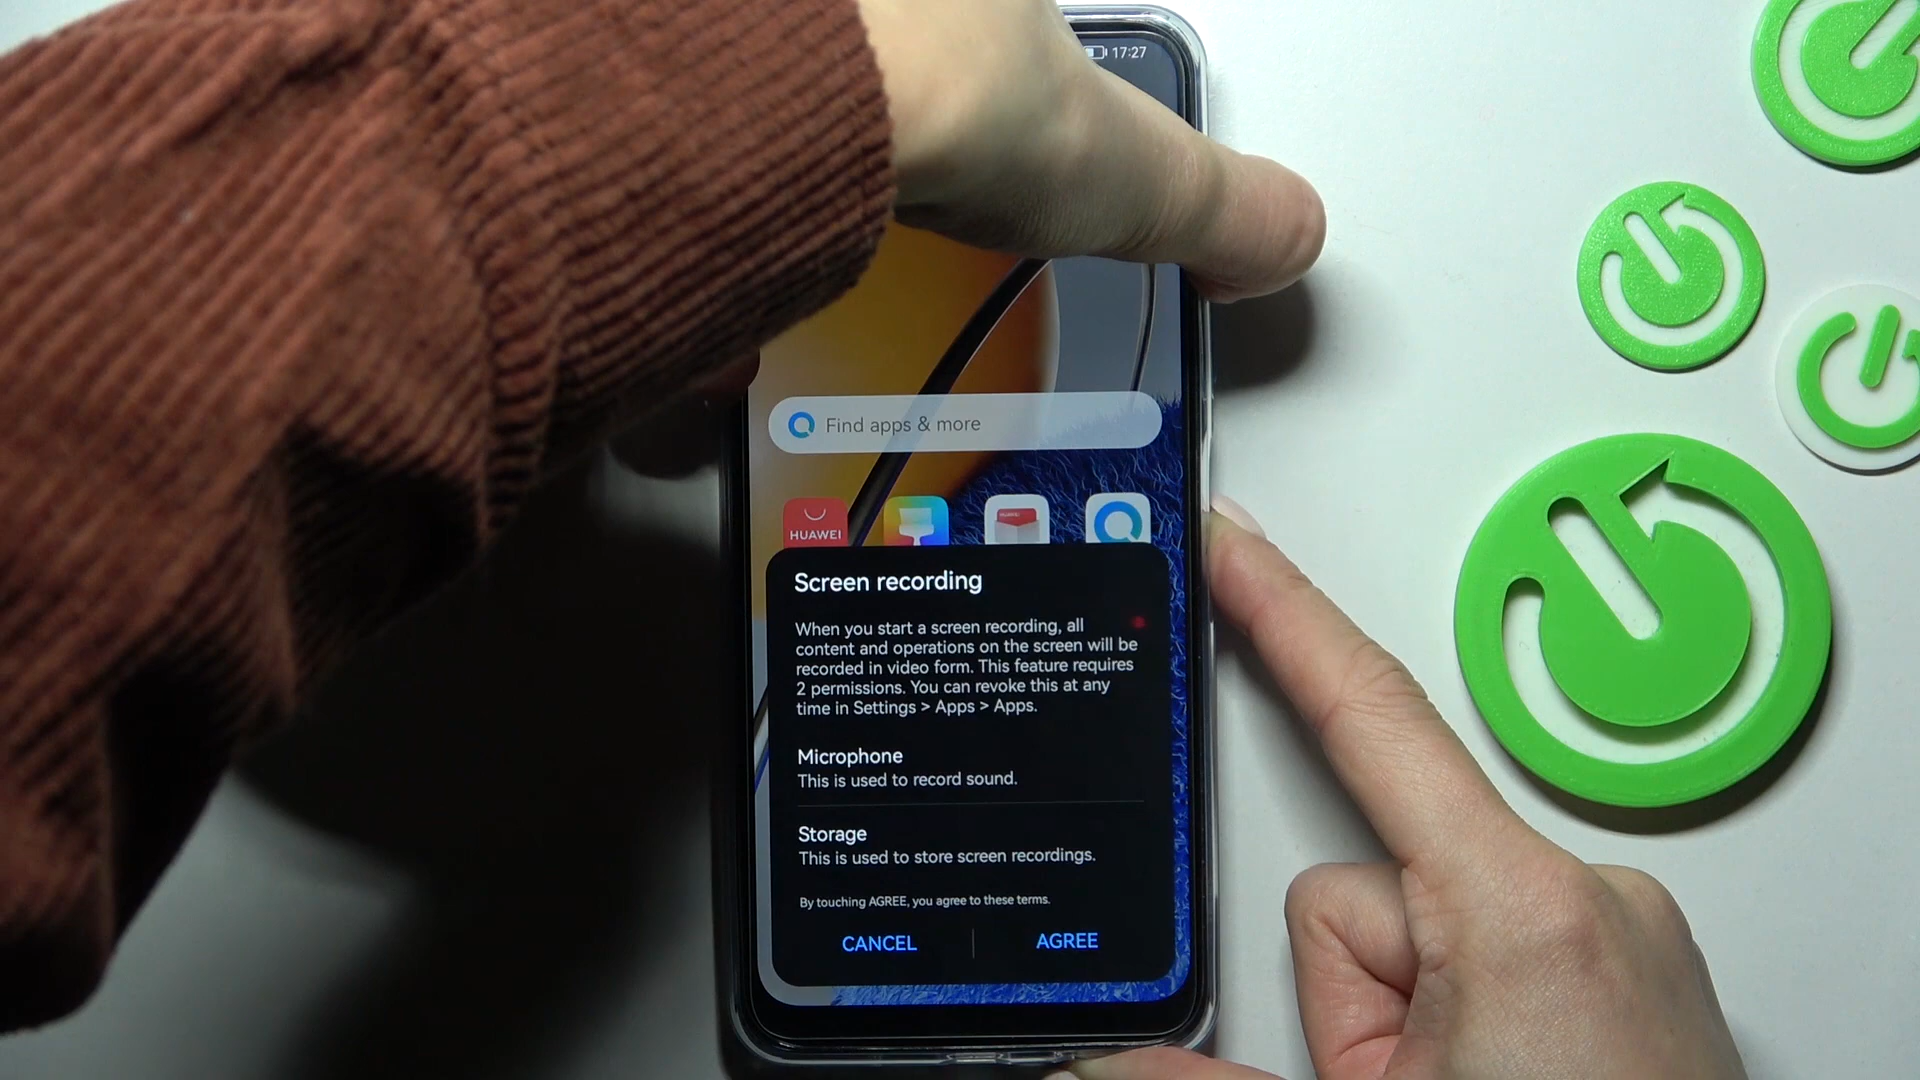 17:27
Find apps & more
HUAWEI
HUAWEI
Screen recording
When you start a screen recording, all
content and operations on the screen will be
recorded in video form. This feature requires
2 permissions. You can revoke this at any
time in Settings > Apps > Apps.
Microphone
This is used to record sound.
Storage
This is used to store screen recordings.
By touching AGREE, you agree to these terms.
CANCEL
AGREE